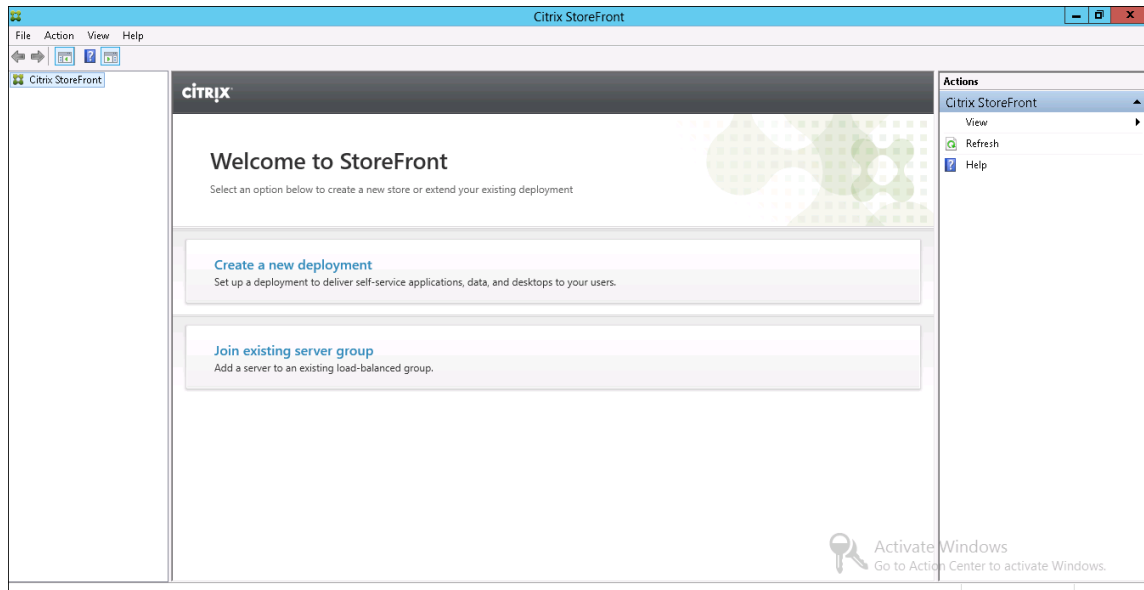 Citrix StoreFront
File Action View Help
Citrix StoreFront
CITRIX
Welcome to StoreFront
Select an option below to create a new store or extend your existing deployment
Create a new deployment
Set up a deployment to deliver self-service applications, data, and desktops to your users.
Join existing server group
Add a server to an existing load-balanced group.
Actions
Citrix StoreFront
View
Refresh
Help
Activate Windows
Go to Action Center to activate Windows.